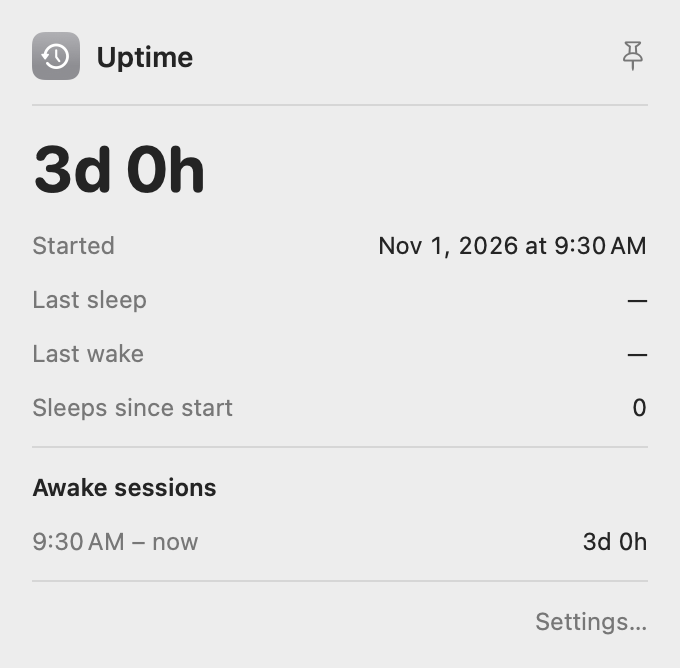 Uptime
3d 0h
Started Nov 1, 2026 at 9:30 AM
Last sleep —
Last wake —
Sleeps since start 0
Awake sessions
9:30 AM – now 3d 0h
Settings...